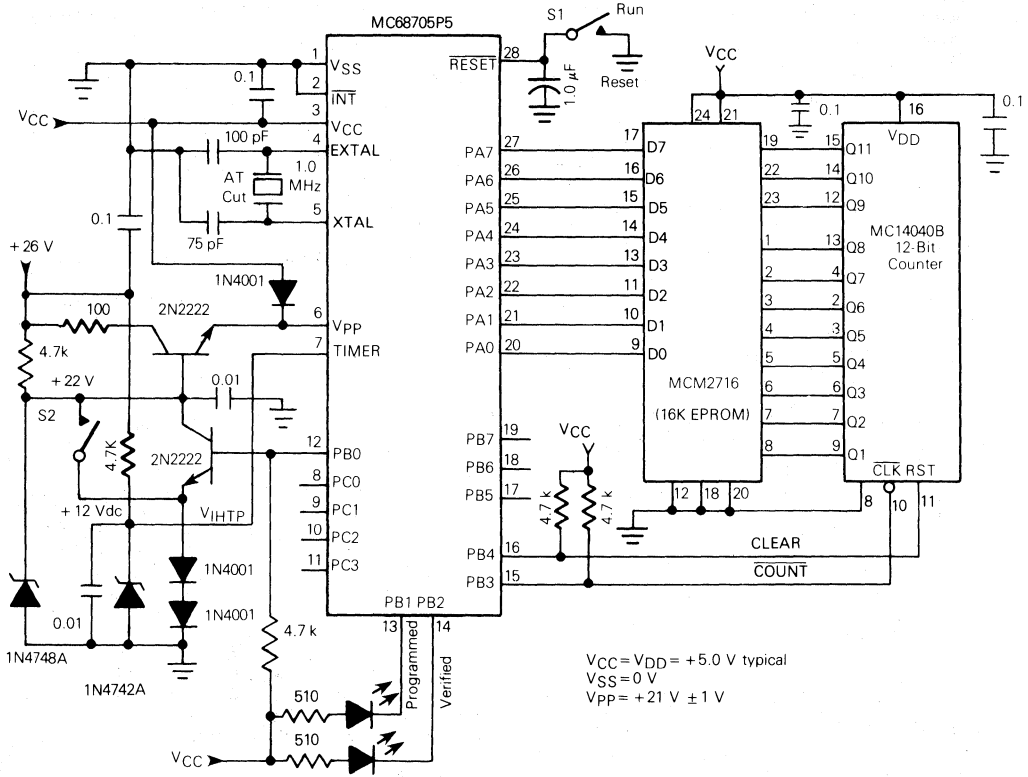 MC68705P5
S1
Run
Reset
1.0 µF
28
RESET
1
VSS
2
INT
3
VCC
4
EXTAL
5
XTAL
6
VPP
7
TIMER
0.1
VCC
100 pF
AT
Cut
1.0
MHz
75 pF
0.1
+26 V
1N4001
100
2N2222
4.7k
+22 V
0.01
S2
4.7K
2N2222
+12 Vdc
VIHTP
1N4001
1N4001
0.01
1N4748A
1N4742A
12
PB0
8
PC0
9
PC1
10
PC2
11
PC3
PB1 PB2
13
14
4.7 k
510
510
VCC
Programmed
Verified
PA7
27
PA6
26
PA5
25
PA4
24
PA3
23
PA2
22
PA1
21
PA0
20
PB7
19
PB6
18
PB5
17
PB4
16
PB3
15
VCC
4.7 k
4.7 k
CLEAR
COUNT
VCC
24
21
17
D7
16
D6
15
D5
14
D4
13
D3
11
D2
10
D1
9
D0
MCM2716
(16K EPROM)
12
18
20
19
22
23
1
2
3
4
5
6
7
8
0.1
16
0.1
VDD
15
Q11
14
Q10
12
Q9
13
Q8
4
Q7
2
Q6
3
Q5
5
Q4
6
Q3
7
Q2
9
Q1
MC14040B
12-Bit
Counter
CLK RST
8
10
11
VCC=VDD=+5.0 V typical
VSS=0 V
VPP=+21 V ±1 V